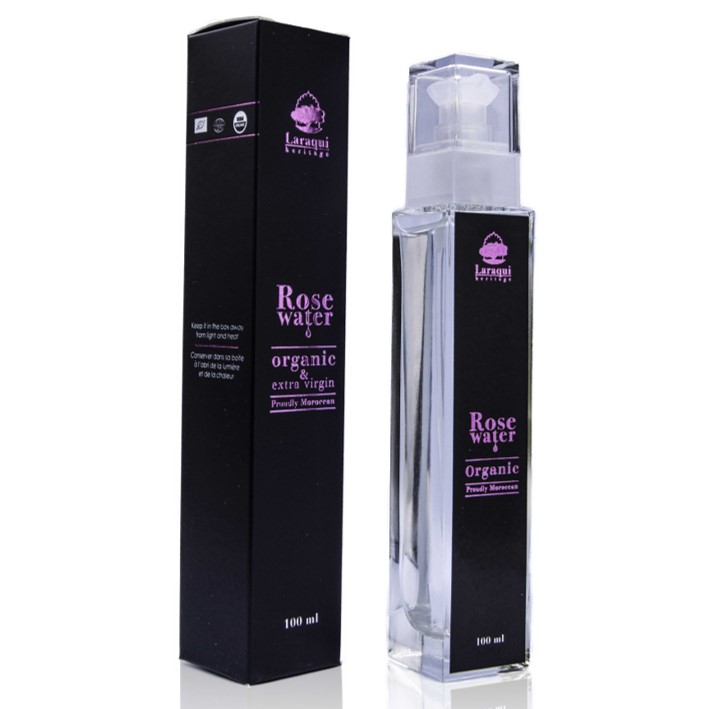 Laraqui
heritage
Rose
water
organic
&
extra virgin
Proudly Moroccan
100 ml
Keep it in the box away
from light and heat
Conserver dans sa boîte
à l'abri de la lumière
et de la chaleur
Laraqui
heritage
Rose
water
Organic
Proudly Moroccan
100 ml